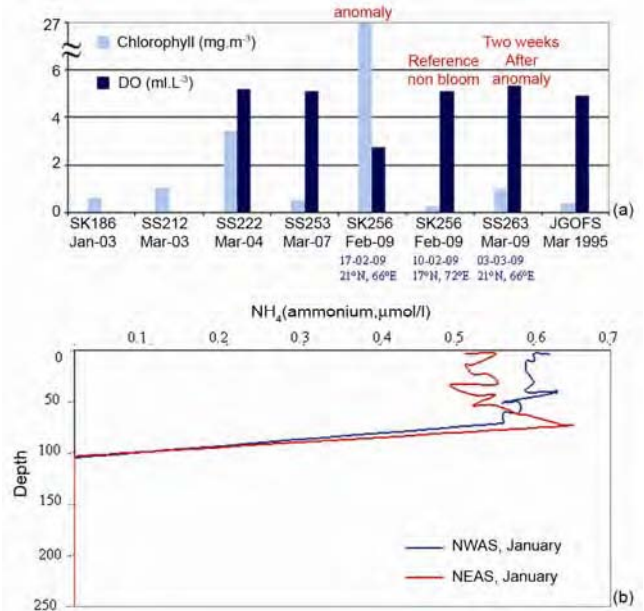 27
anomaly
Chlorophyll (mg.m-3)
DO (ml.L-3)
Reference
non bloom
Two weeks
After
anomaly
6
4
2
0
(a)
SK186 SS212 SS222 SS253 SK256 SK256 SS263 JGOFS
Jan-03 Mar-03 Mar-04 Mar-07 Feb-09 Feb-09 Mar-09 Mar 1995
17-02-09 10-02-09 03-03-09
21°N, 66°E 17°N, 72°E 21°N, 66°E
NH4(ammonium,μmol/l)
0.1 0.2 0.3 0.4 0.5 0.6 0.7
0
50
100
150
200
250
Depth
NWAS, January
NEAS, January
(b)